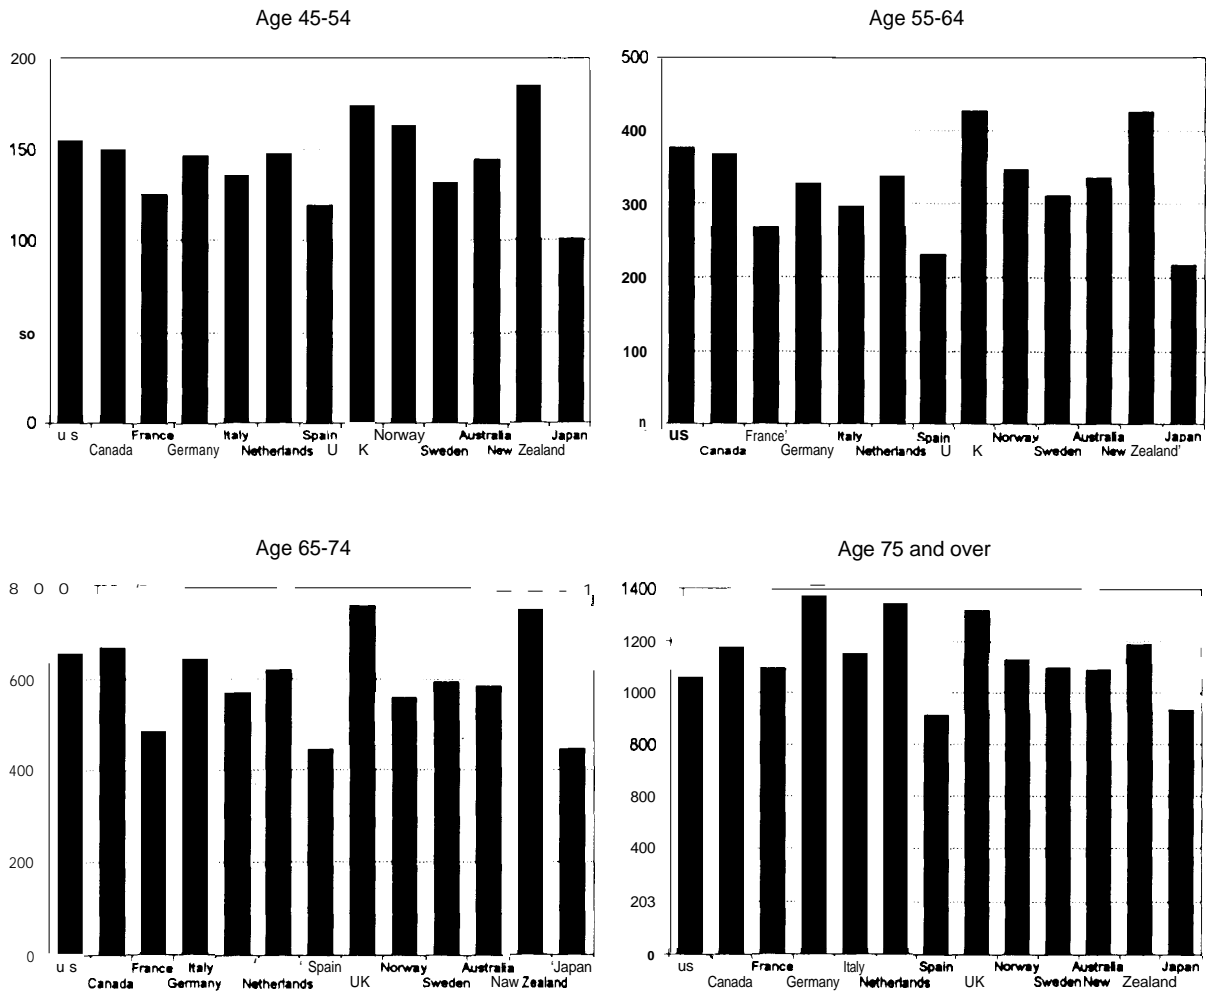 Age 45-54
200
150
100
so
0
u s France Italy Spain Norway Australia Japan
Canada Germany Netherlands U K Sweden New Zealand
Age 55-64
500
400
300
200
100
n
us France' Italy Spain Norway Australia Japan
Canada Germany Netherlands U K Sweden New Zealand'
Age 65-74
8 0 0
600
400
200
0
u s France Italy ' Spain Norway Australia 'Japan
Canada Germany Netherlands UK Sweden Naw Zealand
Age 75 and over
1400
1200
1000
800
800
400
203
0
us France Italy Spain Norway Australia Japan
Canada Germany Netherlands UK Sweden New Zealand